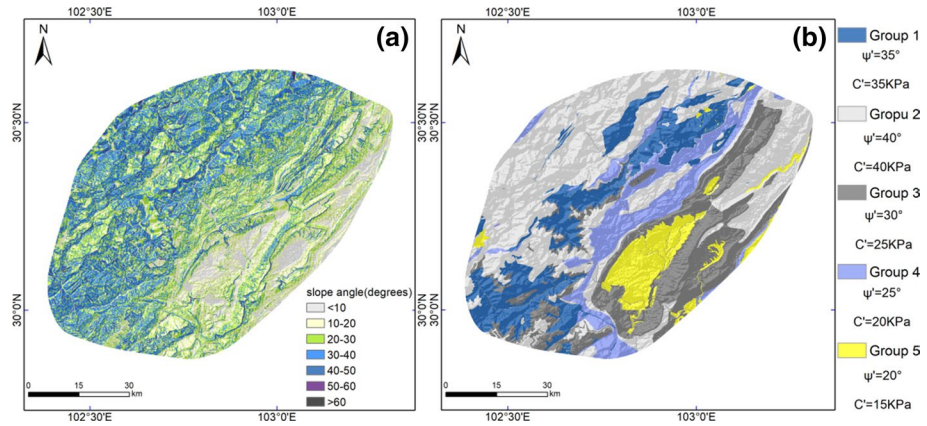 102°30'E
103°0'E
N
(a)
30°30'N
30°0'N
slope angle(degrees)
<10
10-20
20-30
30-40
40-50
50-60
>60
0 15 30
km
102°30'E
103°0'E
102°30'E
103°0'E
N
(b)
30°30'N
30°0'N
0 15 30
km
102°30'E
103°0'E
Group 1
ψ'=35°
C'=35KPa
Gropu 2
ψ'=40°
C'=40KPa
Group 3
ψ'=30°
C'=25KPa
Group 4
ψ'=25°
C'=20KPa
Group 5
ψ'=20°
C'=15KPa